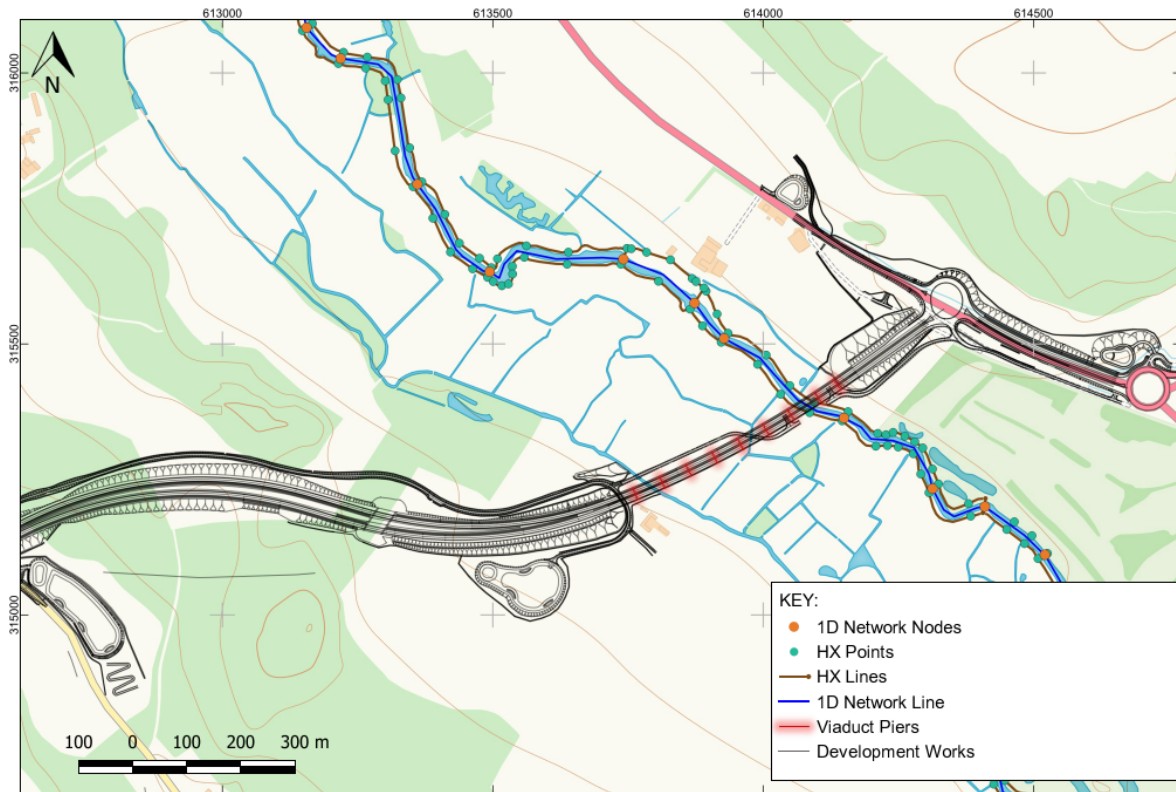 613000 613500 614000 614500
316000
315500
315000
N
KEY:
1D Network Nodes
HX Points
HX Lines
1D Network Line
Viaduct Piers
Development Works
100 0 100 200 300 m